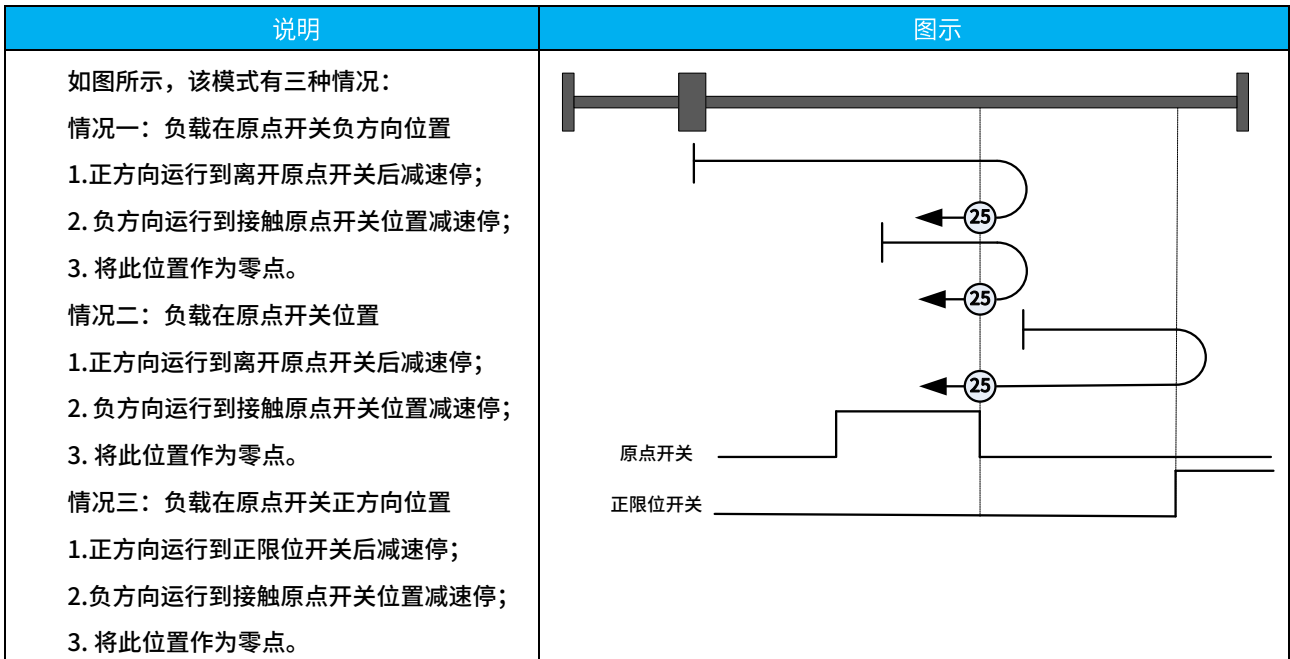 说明
图示
如图所示，该模式有三种情况：
情况一：负载在原点开关负方向位置
1.正方向运行到离开原点开关后减速停；
2. 负方向运行到接触原点开关位置减速停；
3. 将此位置作为零点。
情况二：负载在原点开关位置
1.正方向运行到离开原点开关后减速停；
2. 负方向运行到接触原点开关位置减速停；
3. 将此位置作为零点。
情况三：负载在原点开关正方向位置
1.正方向运行到正限位开关后减速停；
2.负方向运行到接触原点开关位置减速停；
3. 将此位置作为零点。
25
25
25
原点开关
正限位开关